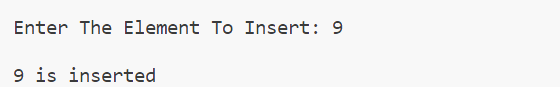 Enter The Element To Insert: 9
9 is inserted